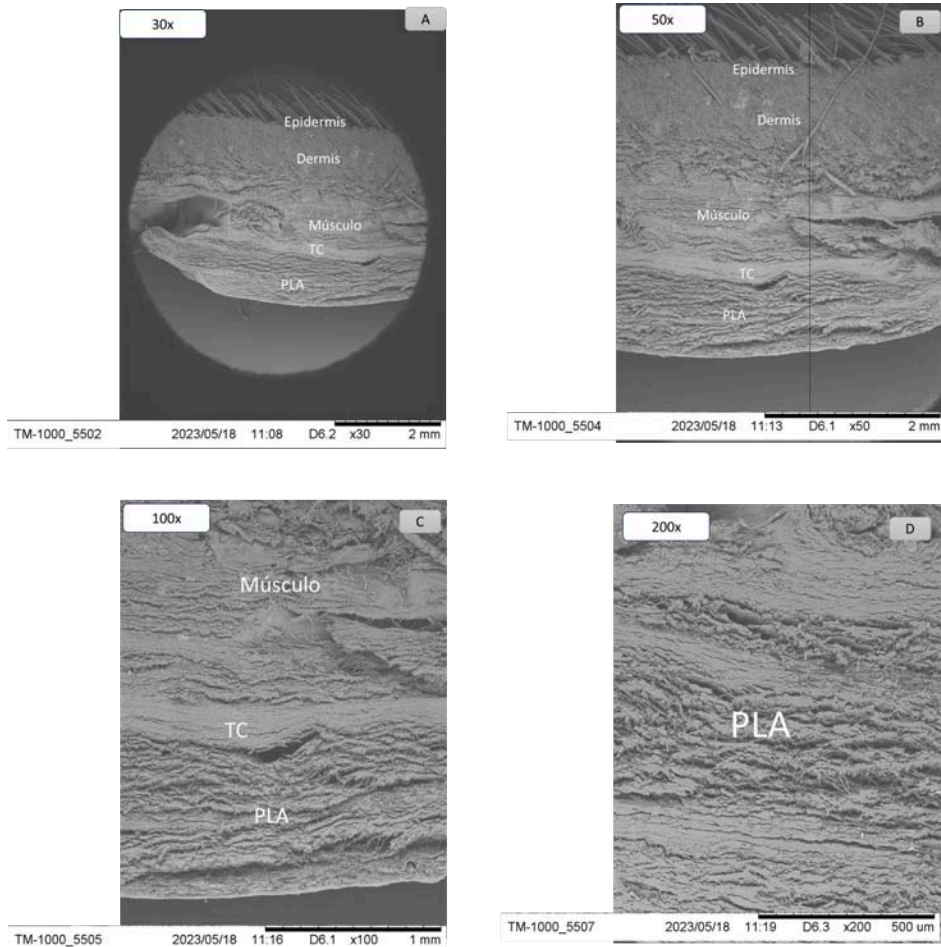 30x
A
Epidermis
Dermis
Músculo
TC
PLA
TM-1000_5502 2023/05/18 11:08 D6.2 x30 2 mm
50x
B
Epidermis
Dermis
Músculo
TC
PLA
TM-1000_5504 2023/05/18 11:13 D6.1 x50 2 mm
100x
C
Músculo
TC
PLA
TM-1000_5505 2023/05/18 11:16 D6.1 x100 1 mm
200x
D
PLA
TM-1000_5507 2023/05/18 11:19 D6.3 x200 500 um